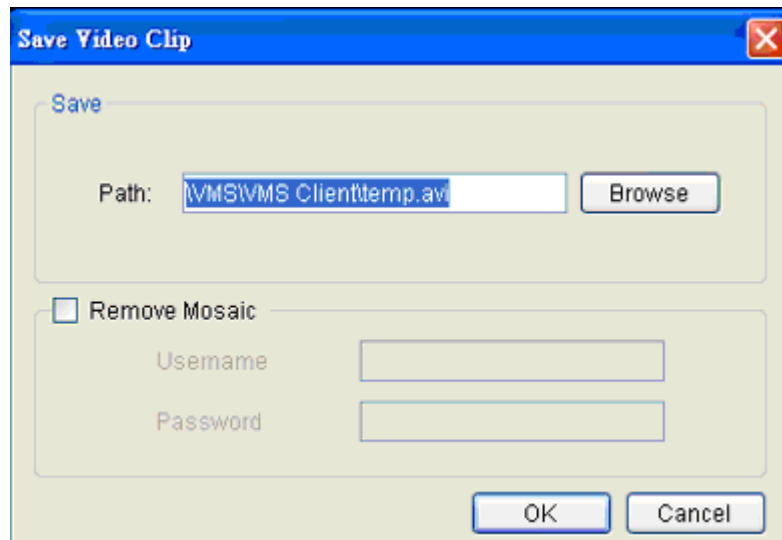 Save Video Clip
Save
Path: \VMS\VMS Client\temp.avi Browse
Remove Mosaic
Username
Password
OK Cancel